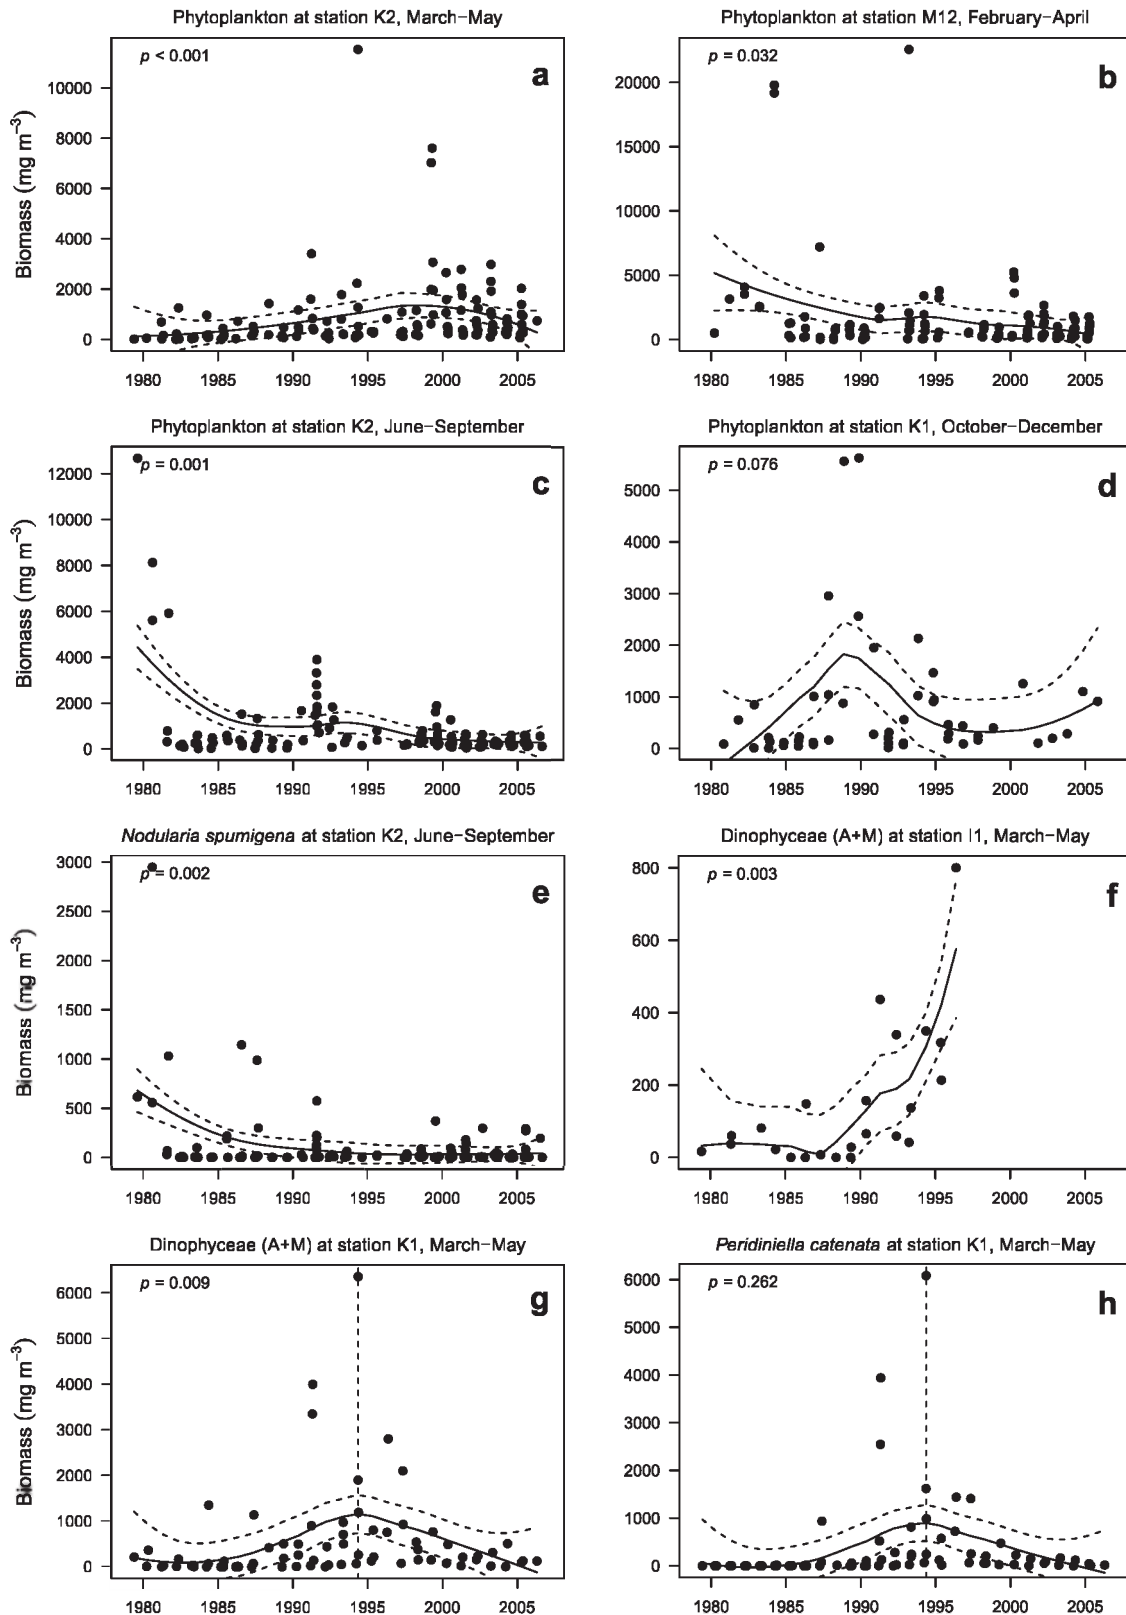 Phytoplankton at station K2, March−May
p < 0.001
a
Biomass (mg m−3)
10000
8000
6000
4000
2000
0
1980 1985 1990 1995 2000 2005
Phytoplankton at station M12, February−April
p = 0.032
b
20000
15000
10000
5000
0
1980 1985 1990 1995 2000 2005
Phytoplankton at station K2, June−September
p = 0.001
c
Biomass (mg m−3)
12000
10000
8000
6000
4000
2000
0
1980 1985 1990 1995 2000 2005
Phytoplankton at station K1, October−December
p = 0.076
d
5000
4000
3000
2000
1000
0
1980 1985 1990 1995 2000 2005
Nodularia spumigena at station K2, June−September
p = 0.002
e
Biomass (mg m−3)
3000
2500
2000
1500
1000
500
0
1980 1985 1990 1995 2000 2005
Dinophyceae (A+M) at station I1, March−May
p = 0.003
f
800
600
400
200
0
1980 1985 1990 1995 2000 2005
Dinophyceae (A+M) at station K1, March−May
p = 0.009
g
Biomass (mg m−3)
6000
5000
4000
3000
2000
1000
0
1980 1985 1990 1995 2000 2005
Peridiniella catenata at station K1, March−May
p = 0.262
h
6000
5000
4000
3000
2000
1000
0
1980 1985 1990 1995 2000 2005